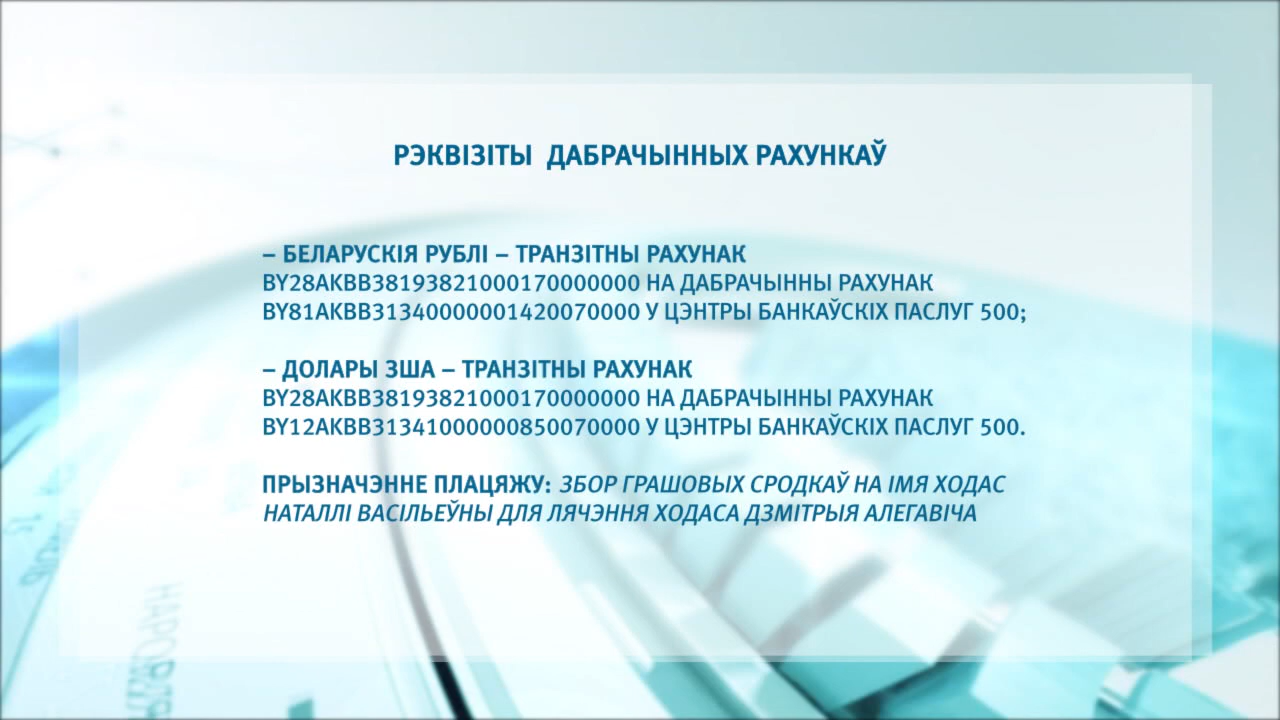 РЭКВІЗІТЫ ДАБРАЧЫННЫХ РАХУНКАЎ
– БЕЛАРУСКІЯ РУБЛІ – ТРАНЗІТНЫ РАХУНАК
BY28AKBB38193821000170000000 НА ДАБРАЧЫННЫ РАХУНАК
BY81AKBB31340000001420070000 У ЦЭНТРЫ БАНКАЎСКІХ ПАСЛУГ 500;
– ДОЛАРЫ ЗША – ТРАНЗІТНЫ РАХУНАК
BY28AKBB38193821000170000000 НА ДАБРАЧЫННЫ РАХУНАК
BY12AKBB31341000000850070000 У ЦЭНТРЫ БАНКАЎСКІХ ПАСЛУГ 500.
ПРЫЗНАЧЭННЕ ПЛАЦЯЖУ: ЗБОР ГРАШОВЫХ СРОДКАЎ НА ІМЯ ХОДАС
НАТАЛЛІ ВАСІЛЬЕЎНЫ ДЛЯ ЛЯЧЭННЯ ХОДАСА ДЗМІТРЫЯ АЛЕГАВІЧА